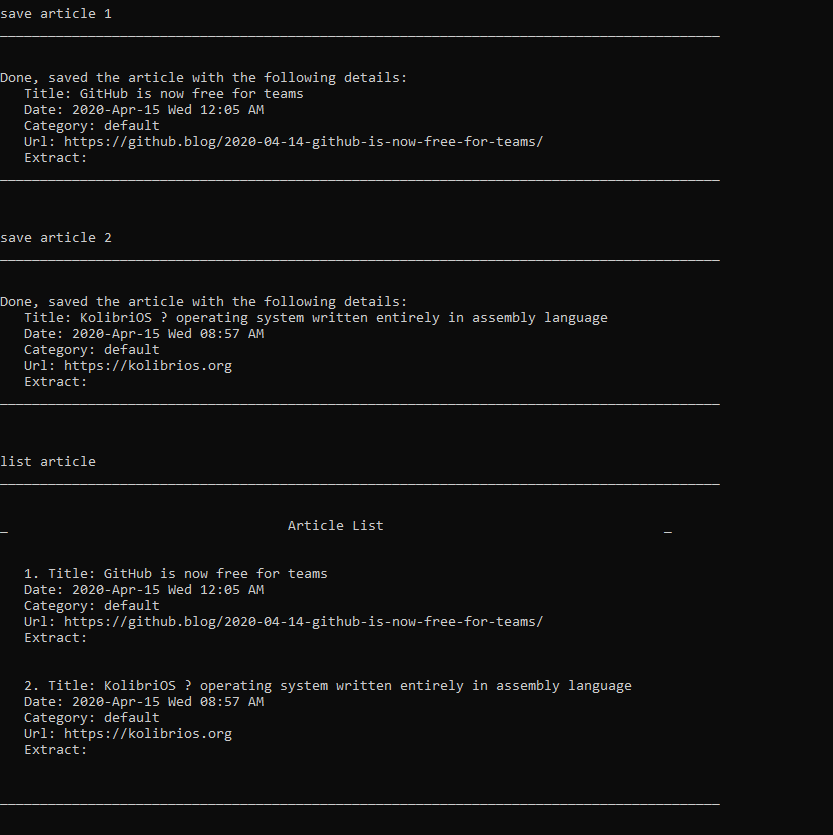 save article 1
Done, saved the article with the following details:
Title: GitHub is now free for teams
Date: 2020-Apr-15 Wed 12:05 AM
Category: default
Url: https://github.blog/2020-04-14-github-is-now-free-for-teams/
Extract:
save article 2
Done, saved the article with the following details:
Title: KolibriOS ? operating system written entirely in assembly language
Date: 2020-Apr-15 Wed 08:57 AM
Category: default
Url: https://kolibrios.org
Extract:
list article
_ Article List _
1. Title: GitHub is now free for teams
Date: 2020-Apr-15 Wed 12:05 AM
Category: default
Url: https://github.blog/2020-04-14-github-is-now-free-for-teams/
Extract:
2. Title: KolibriOS ? operating system written entirely in assembly language
Date: 2020-Apr-15 Wed 08:57 AM
Category: default
Url: https://kolibrios.org
Extract: